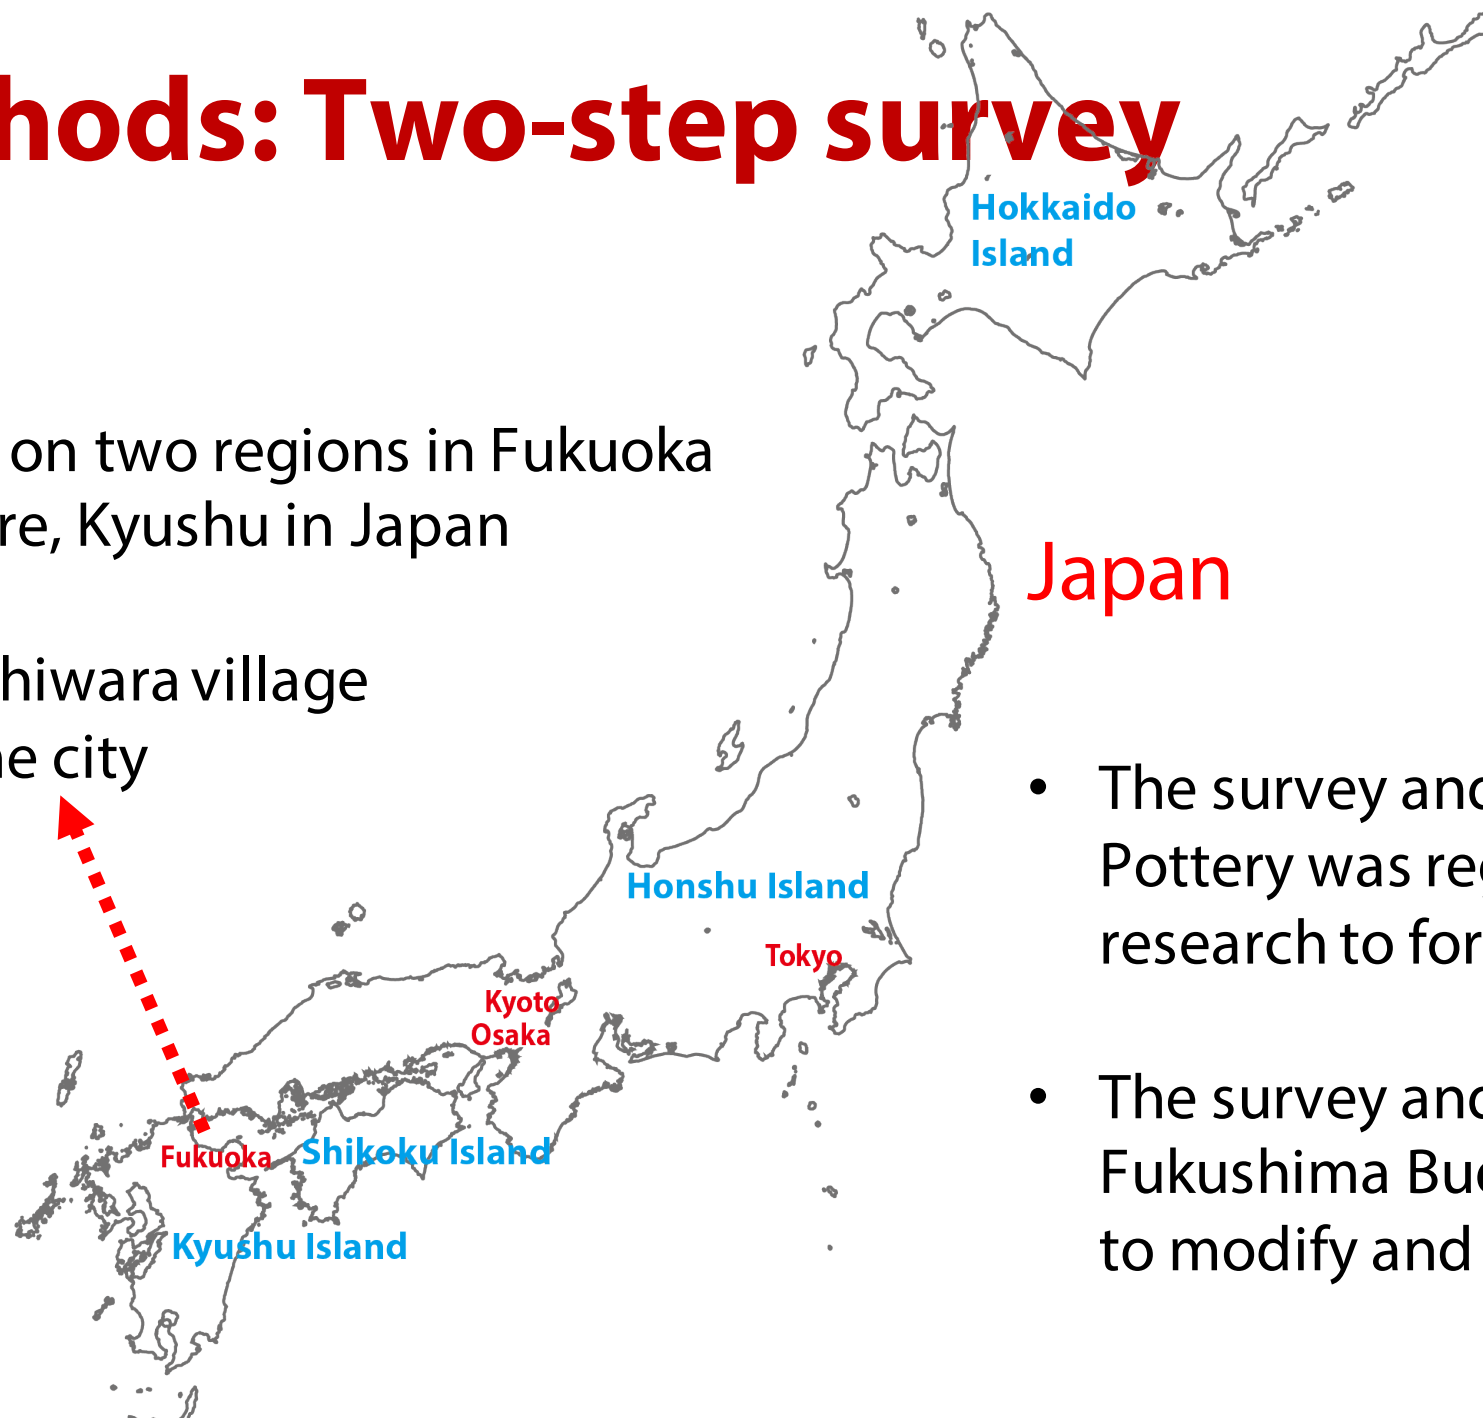 hods: Two-step survey
on two regions in Fukuoka
re, Kyushu in Japan
hiwara village
ne city
Hokkaido
Island
Japan
Honshu Island
Tokyo
Kyoto
Osaka
Fukuoka
Shikoku Island
Kyushu Island
• The survey and
Pottery was re
research to for
• The survey and
Fukushima Bu
to modify and